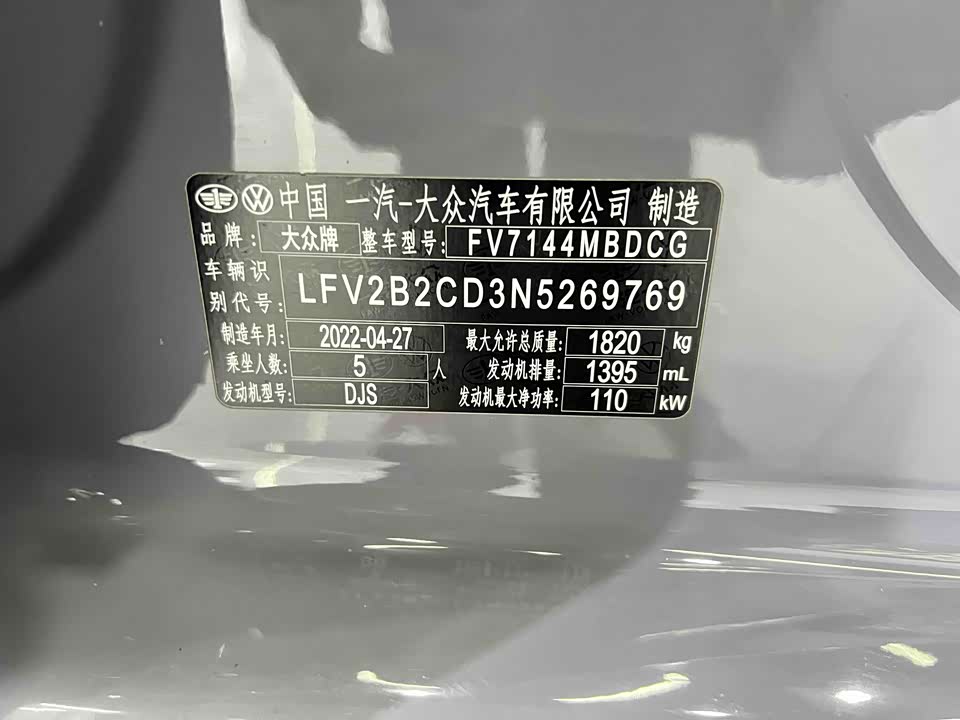 中国 一汽-大众汽车有限公司 制造
品牌: 大众牌 整车型号: FV7144MBDCG
车辆识别代号: LFV2B2CD3N5269769
制造年月: 2022-04-27 最大允许总质量: 1820 kg
乘坐人数: 5 人 发动机排量: 1395 mL
发动机型号: DJS 发动机最大净功率: 110 kW